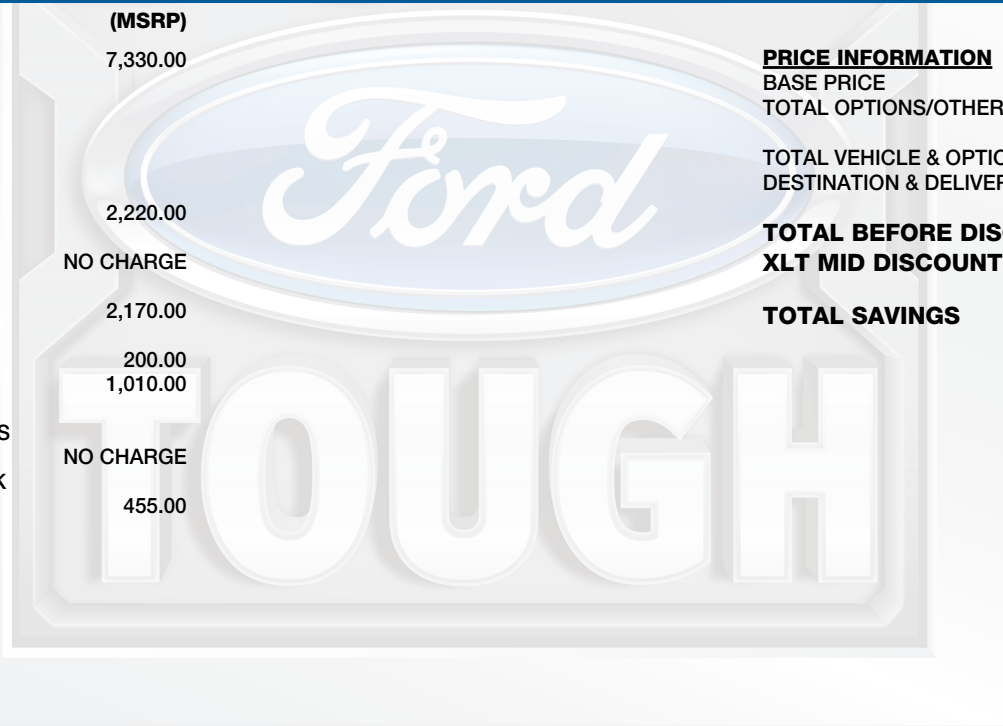 (MSRP)
7,330.00
2,220.00
NO CHARGE
2,170.00
200.00
1,010.00
S
NO CHARGE
K
455.00
PRICE INFORMATION
BASE PRICE
TOTAL OPTIONS/OTHER
TOTAL VEHICLE & OPTIO
DESTINATION & DELIVER
TOTAL BEFORE DIS
XLT MID DISCOUNT
TOTAL SAVINGS
Ford
TOUGH